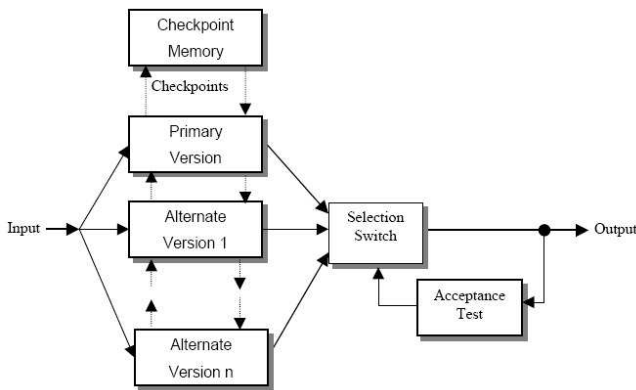 Checkpoint
Memory
Checkpoints
Primary
Version
Input
Alternate
Version 1
Selection
Switch
Output
Acceptance
Test
Alternate
Version n